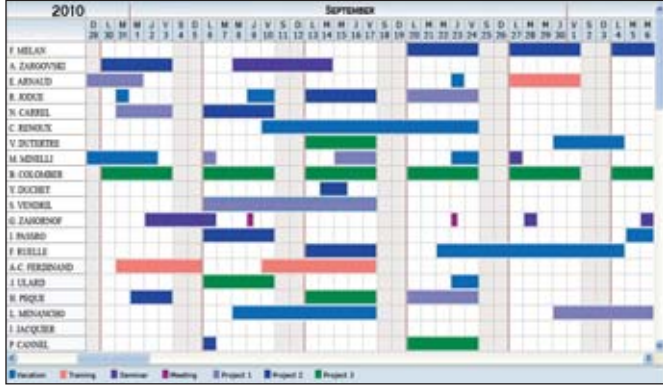 2010 SEPTEMBER
D L M M J V S D L M M J V S D L M M J V S D L M M J V S D L M M J V S D L M M
29 30 31 1 2 3 4 5 6 7 8 9 10 11 12 13 14 15 16 17 18 19 20 21 22 23 24 25 26 27 28 29 30 1 2 3 4 5 6
F. MELAN
A. ZARGOVSKI
E. ARNAUD
R. JODUE
N. CARREL
C. RENOUX
V. DUTERTRE
M. MINELLI
B. COLOMBER
Y. DUCHET
S. VENDREL
G. ZAHORNOF
I. PASSRO
F. RUELLE
A.C. FERDINAND
J. ULARD
H. PEQUE
L. MENANCHO
J. JACQUIER
P. CANNEL
Vacation Training Seminar Meeting Project 1 Project 2 Project 3